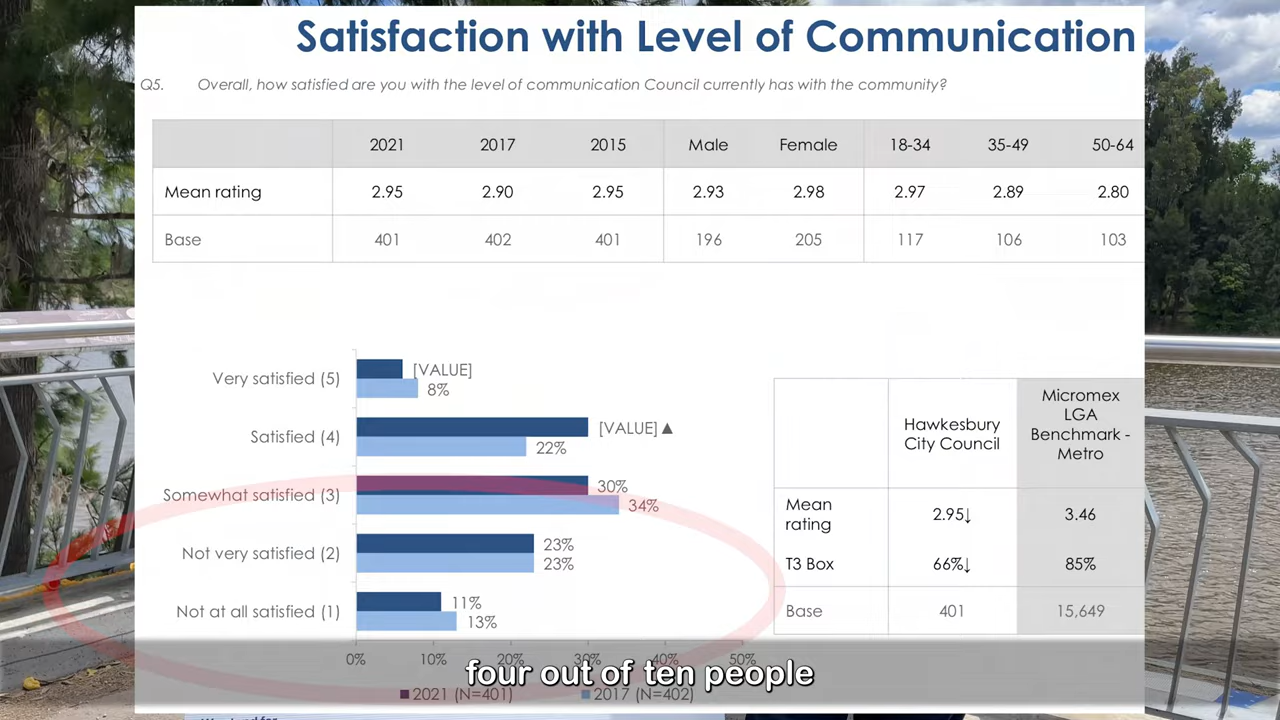 Satisfaction with Level of Communication
Q5. Overall, how satisfied are you with the level of communication Council currently has with the community?
2021 2017 2015 Male Female 18-34 35-49 50-64
Mean rating 2.95 2.90 2.95 2.93 2.98 2.97 2.89 2.80
Base 401 402 401 196 205 117 106 103
Very satisfied (5) [VALUE]
8%
Satisfied (4) [VALUE]▲
22%
Somewhat satisfied (3) 30%
34%
Not very satisfied (2) 23%
23%
Not at all satisfied (1) 11%
13%
0% 10% 20% 30% 40% 50%
2021 (N=401) 2017 (N=402)
Hawkesbury
City Council
Micromex
LGA
Benchmark -
Metro
Mean
rating 2.95↓ 3.46
T3 Box 66%↓ 85%
Base 401 15,649
four out of ten people